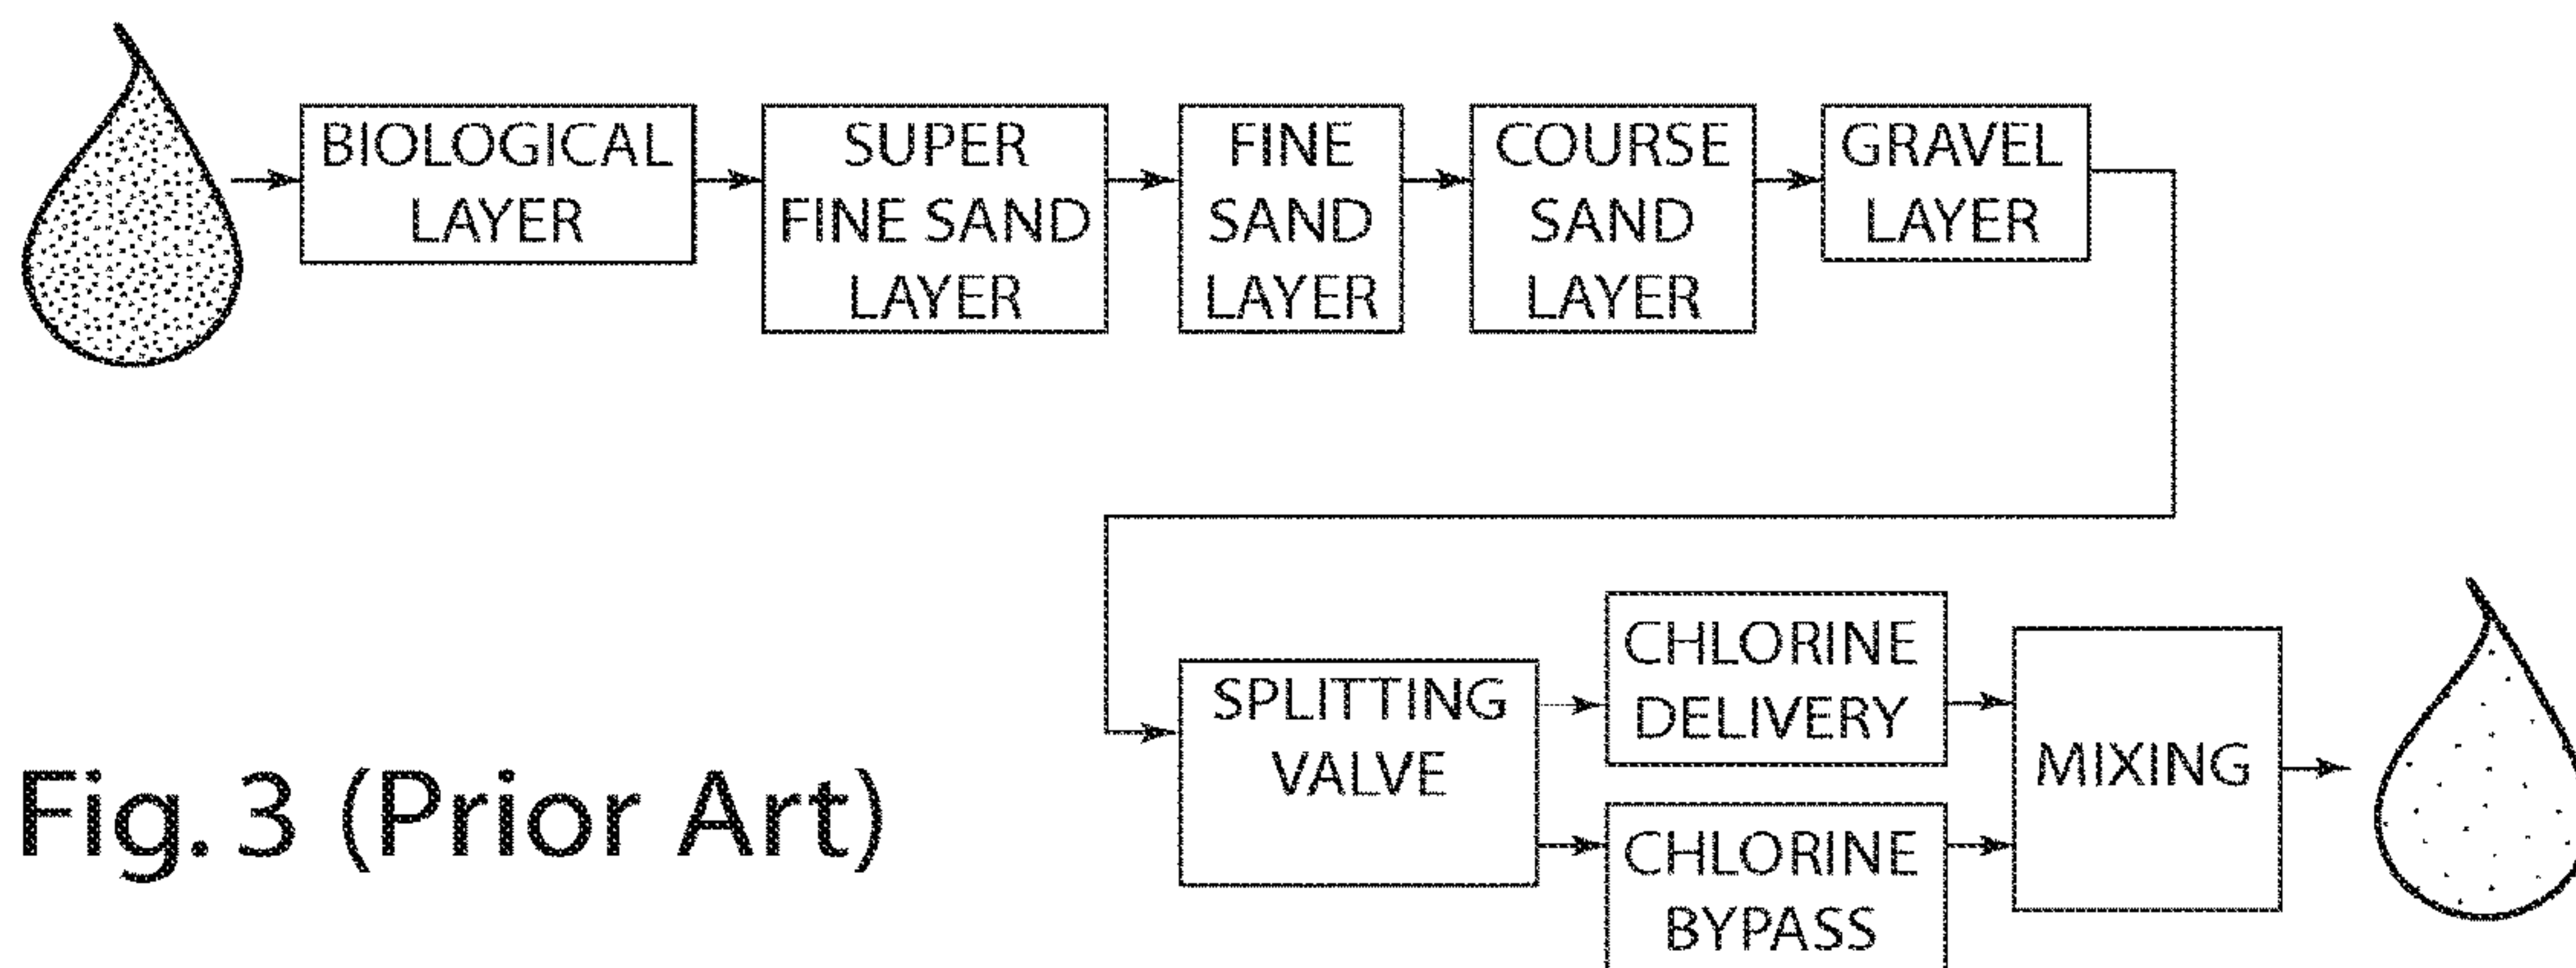 BIOLOGICAL
LAYER
SUPER
FINE SAND
LAYER
FINE
SAND
LAYER
COURSE
SAND
LAYER
GRAVEL
LAYER
SPLITTING
VALVE
CHLORINE
DELIVERY
CHLORINE
BYPASS
MIXING
Fig. 3 (Prior Art)